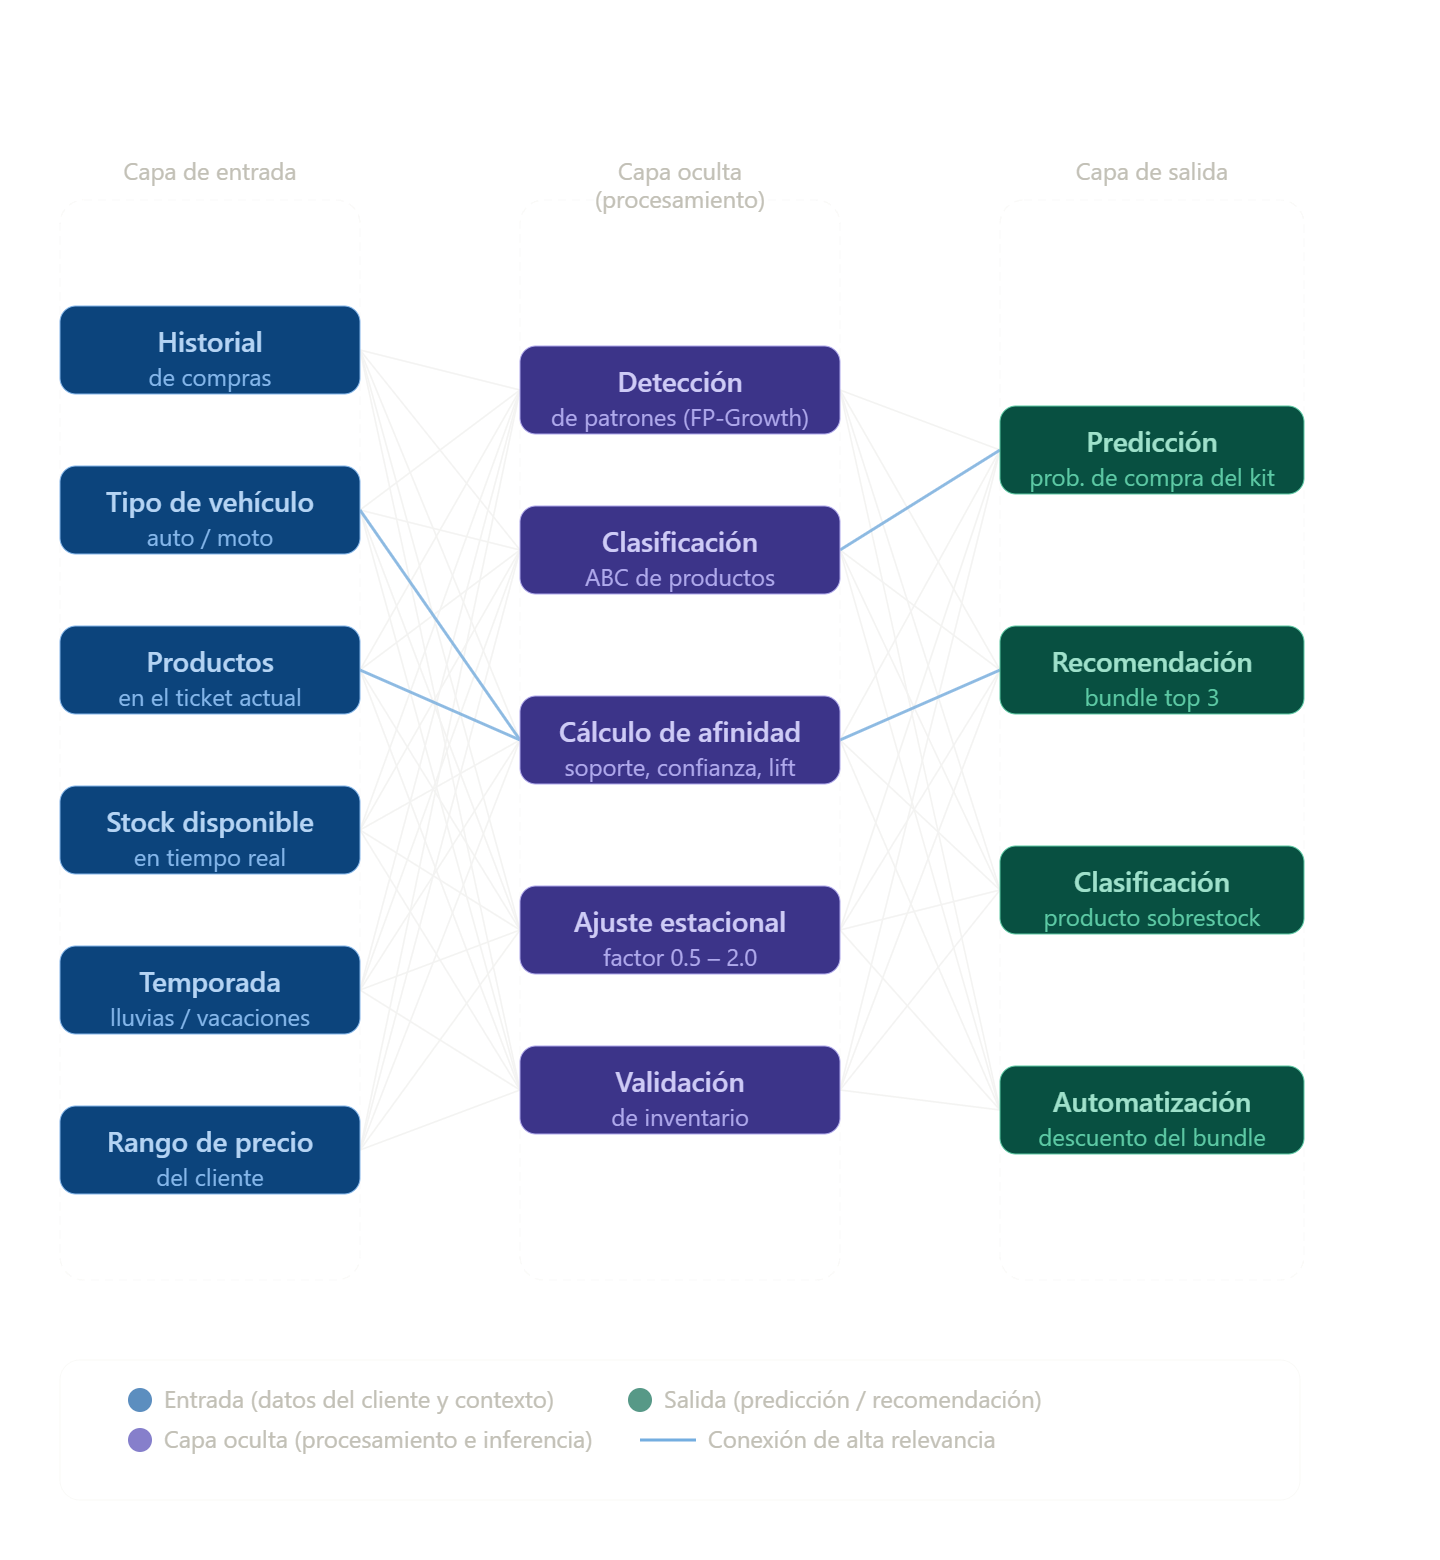 Capa de entrada
Capa oculta
(procesamiento)
Capa de salida
Historial
de compras
Tipo de vehículo
auto / moto
Productos
en el ticket actual
Stock disponible
en tiempo real
Temporada
lluvias / vacaciones
Rango de precio
del cliente
Detección
de patrones (FP-Growth)
Clasificación
ABC de productos
Cálculo de afinidad
soporte, confianza, lift
Ajuste estacional
factor 0.5 – 2.0
Validación
de inventario
Predicción
prob. de compra del kit
Recomendación
bundle top 3
Clasificación
producto sobrestock
Automatización
descuento del bundle
Entrada (datos del cliente y contexto)
Salida (predicción / recomendación)
Capa oculta (procesamiento e inferencia)
Conexión de alta relevancia